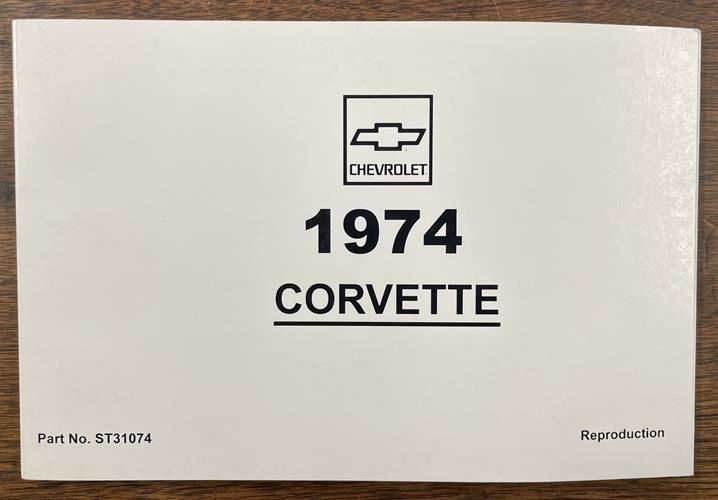 CHEVROLET
1974
CORVETTE
Part No. ST31074
Reproduction